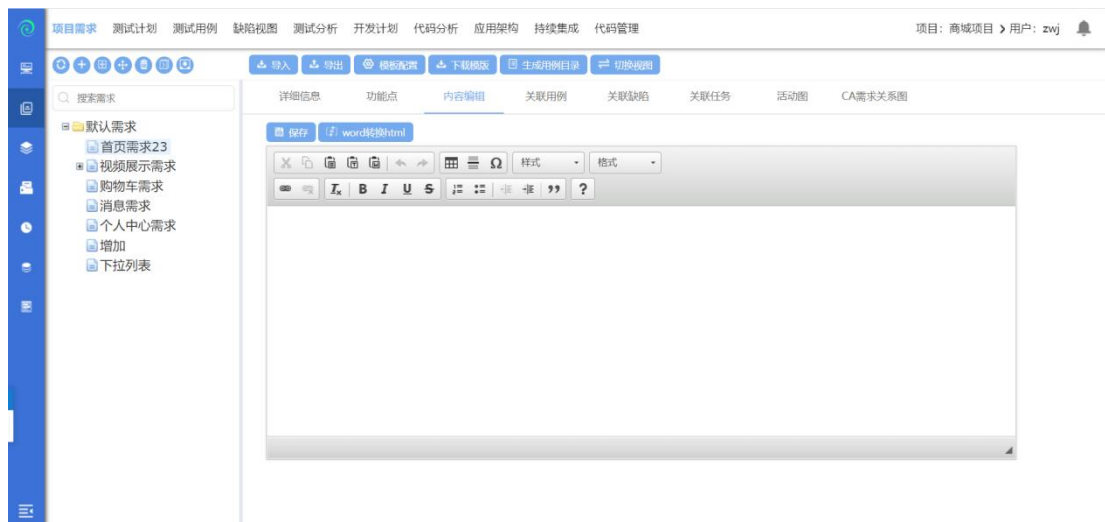 项目需求 测试计划 测试用例 缺陷视图 测试分析 开发计划 代码分析 应用架构 持续集成 代码管理 项目: 商城项目 > 用户: zwj
导入 导出 模板配置 下载模版 生成用例目录 切换视图
搜索需求
详细信息 功能点 内容编组 关联用例 关联缺陷 关联任务 活动图 CA需求关系图
默认需求
首页需求23
视频展示需求
购物车需求
消息需求
个人中心需求
增加
下拉列表
保存 word转换html
样式 格式
B I U S ?